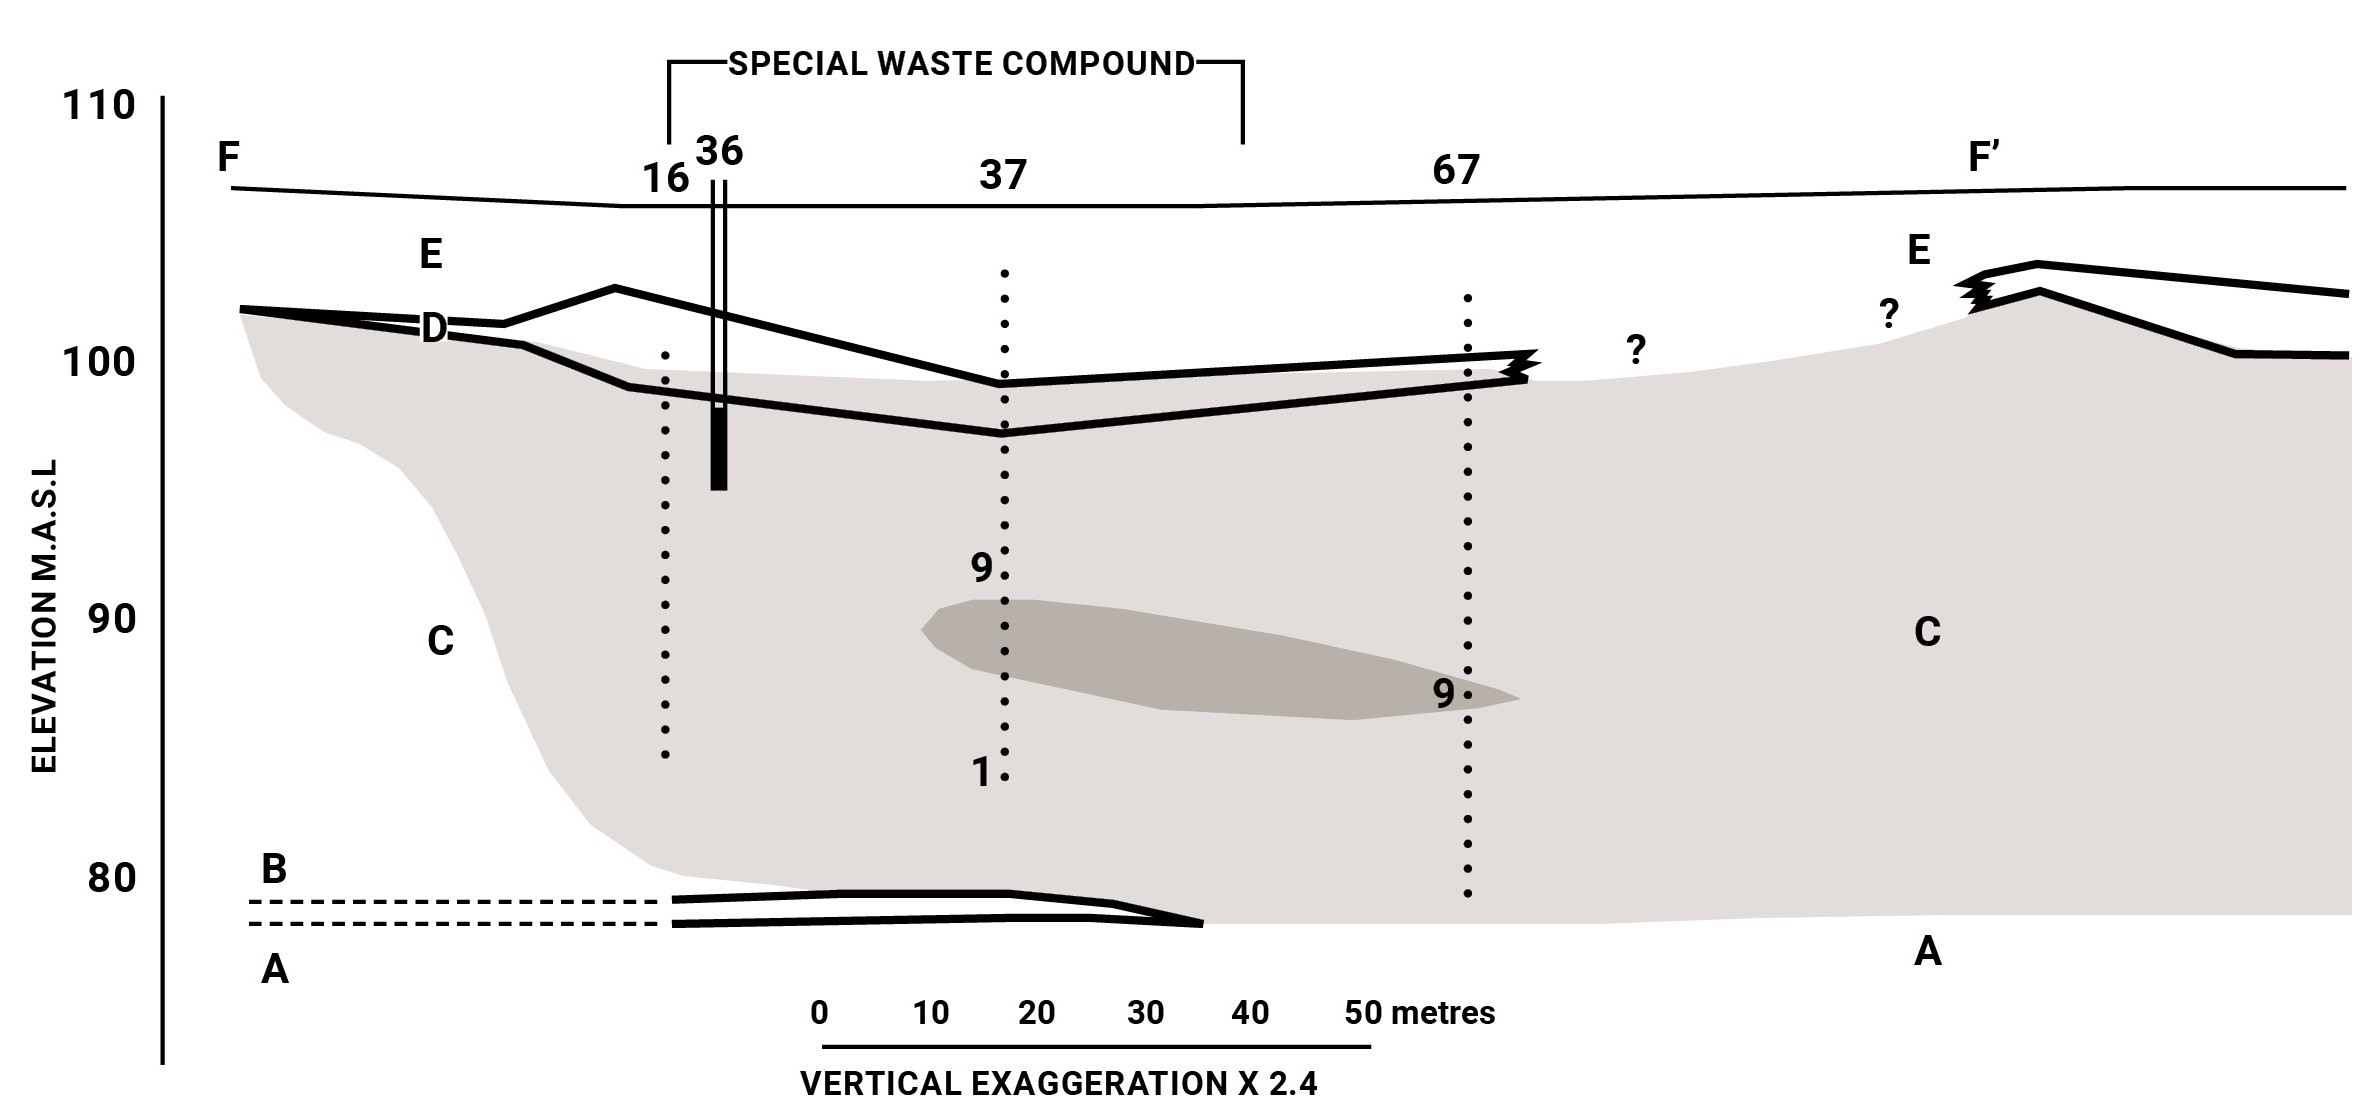 SPECIAL WASTE COMPOUND
110
F
16
36
37
67
F’
E
E
D
?
?
100
ELEVATION M.A.S.L
9
90
C
C
9
1
80
B
A
A
0 10 20 30 40 50 metres
VERTICAL EXAGGERATION X 2.4